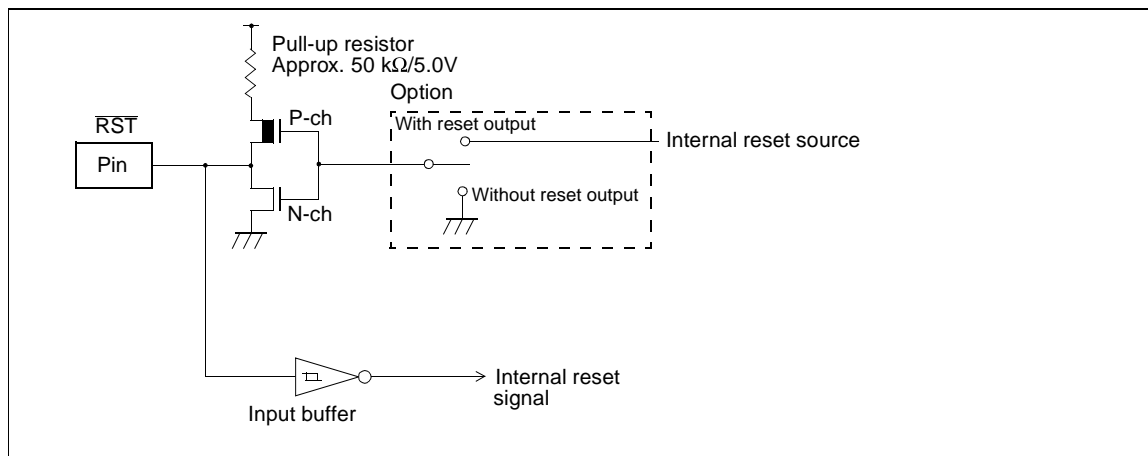 Pull-up resistor
Approx. 50 kΩ/5.0V
Option
P-ch
With reset output
RST
Internal reset source
Pin
Without reset output
N-ch
Internal reset
signal
Input buffer